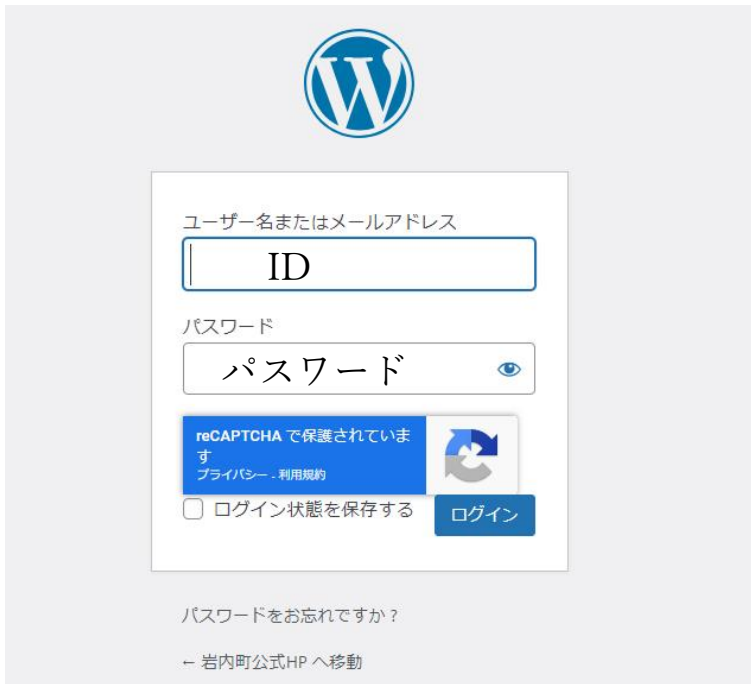 ユーザー名またはメールアドレス
ID
パスワード
パスワード
reCAPTCHA で保護されていま
す
プライバシー - 利用規約
ログイン状態を保存する
ログイン
パスワードをお忘れですか ?
← 岩内町公式HP へ移動